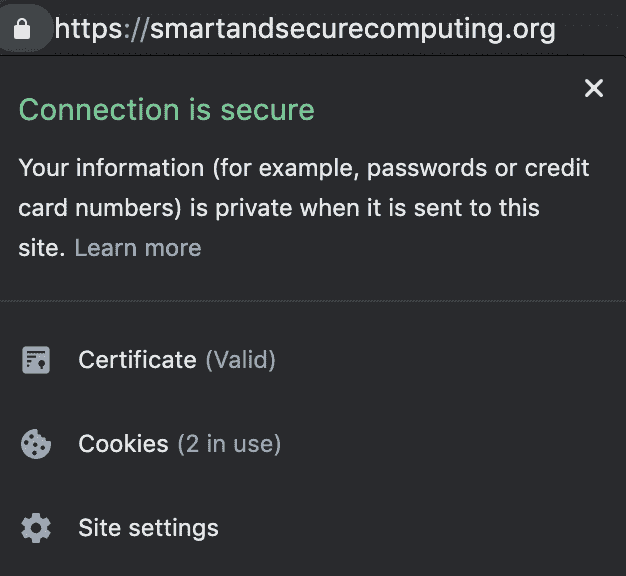 https://smartandsecurecomputing.org
Connection is secure
Your information (for example, passwords or credit
card numbers) is private when it is sent to this
site. Learn more
Certificate (Valid)
Cookies (2 in use)
Site settings